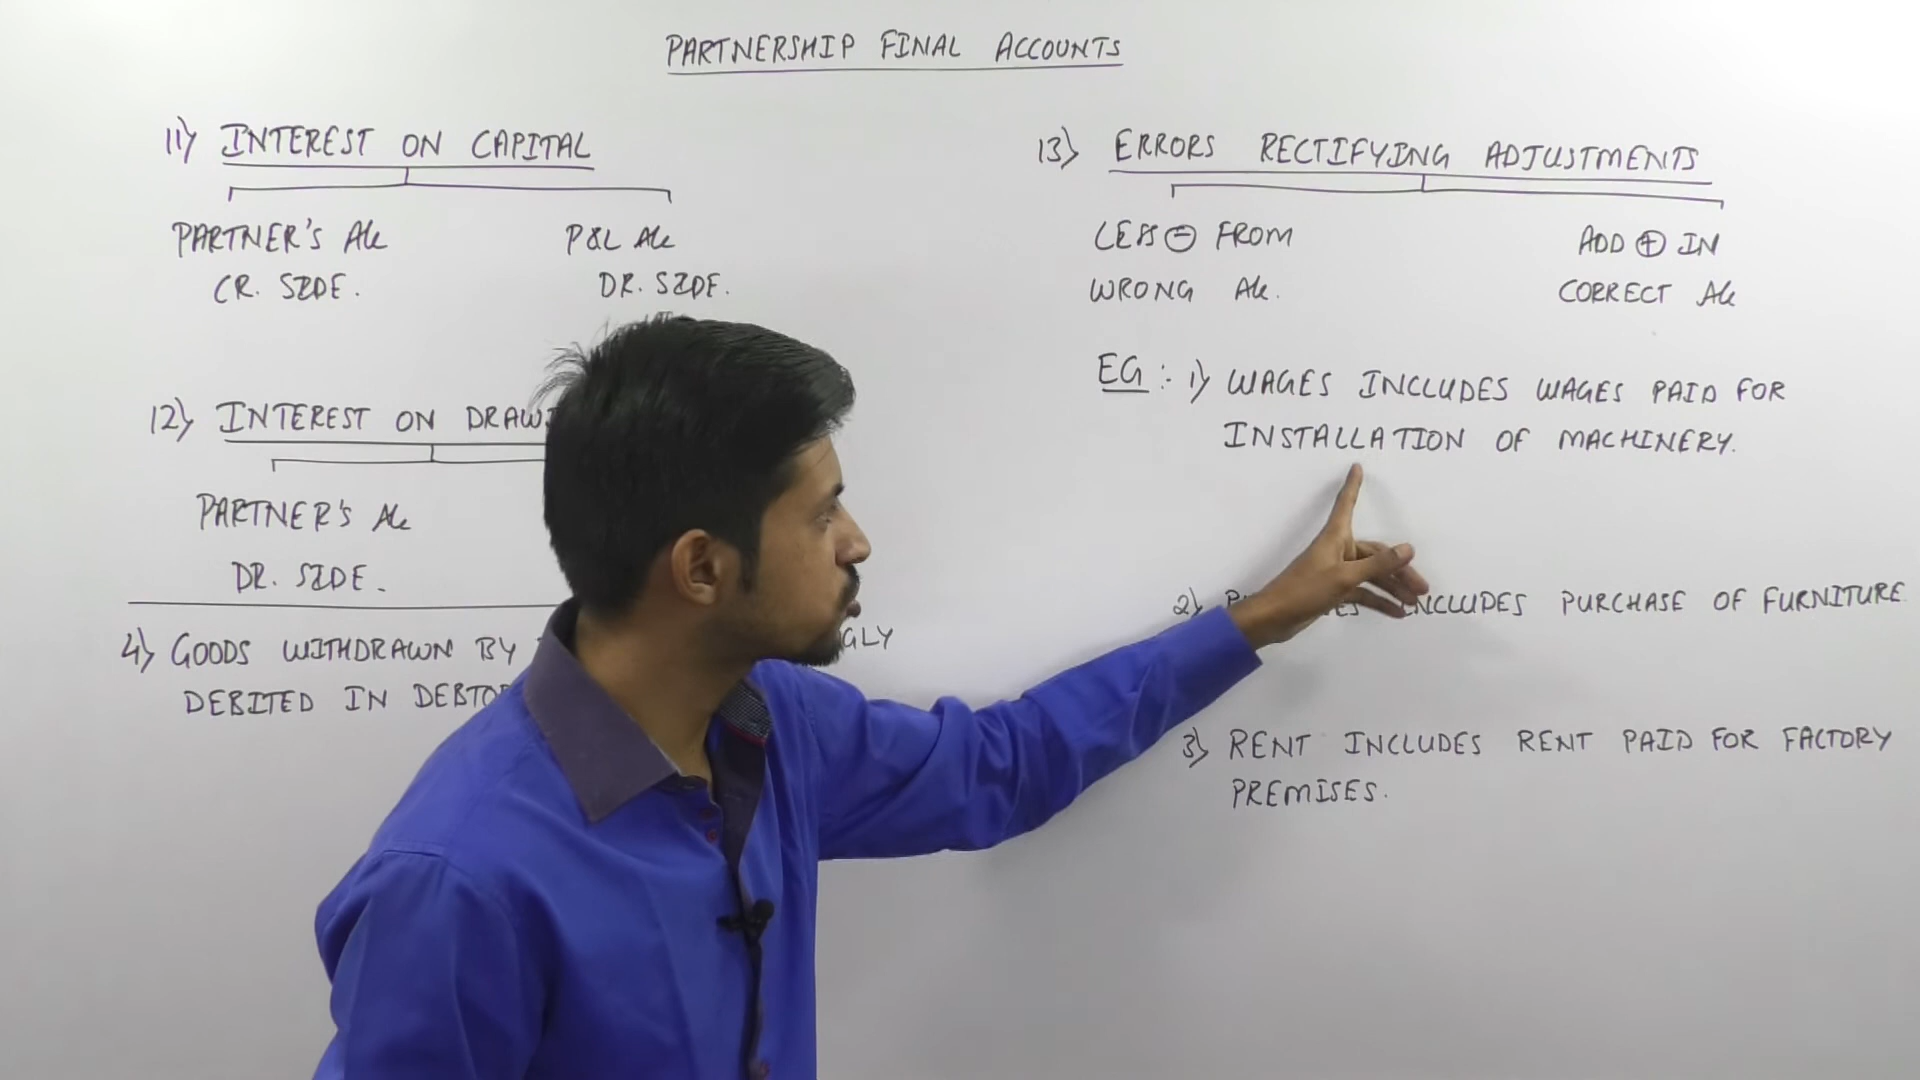 PARTNERSHIP FINAL ACCOUNTS
11) INTEREST ON CAPITAL
PARTNER'S A/c
CR. SIDE.
P&L A/c
DR. SIDE.
12) INTEREST ON
PARTNER'S A/c
DR. SIDE.
4) GOODS WITHDRAWN BY
DEBITED IN
13) ERRORS RECTIFYING ADJUSTMENTS
LESS ⊖ FROM
WRONG A/c.
ADD ⊕ IN
CORRECT A/c
EG :- 1) WAGES INCLUDES WAGES PAID FOR
INSTALLATION OF MACHINERY.
2) INCLUDES PURCHASE OF FURNITURE
3) RENT INCLUDES RENT PAID FOR FACTORY
PREMISES.